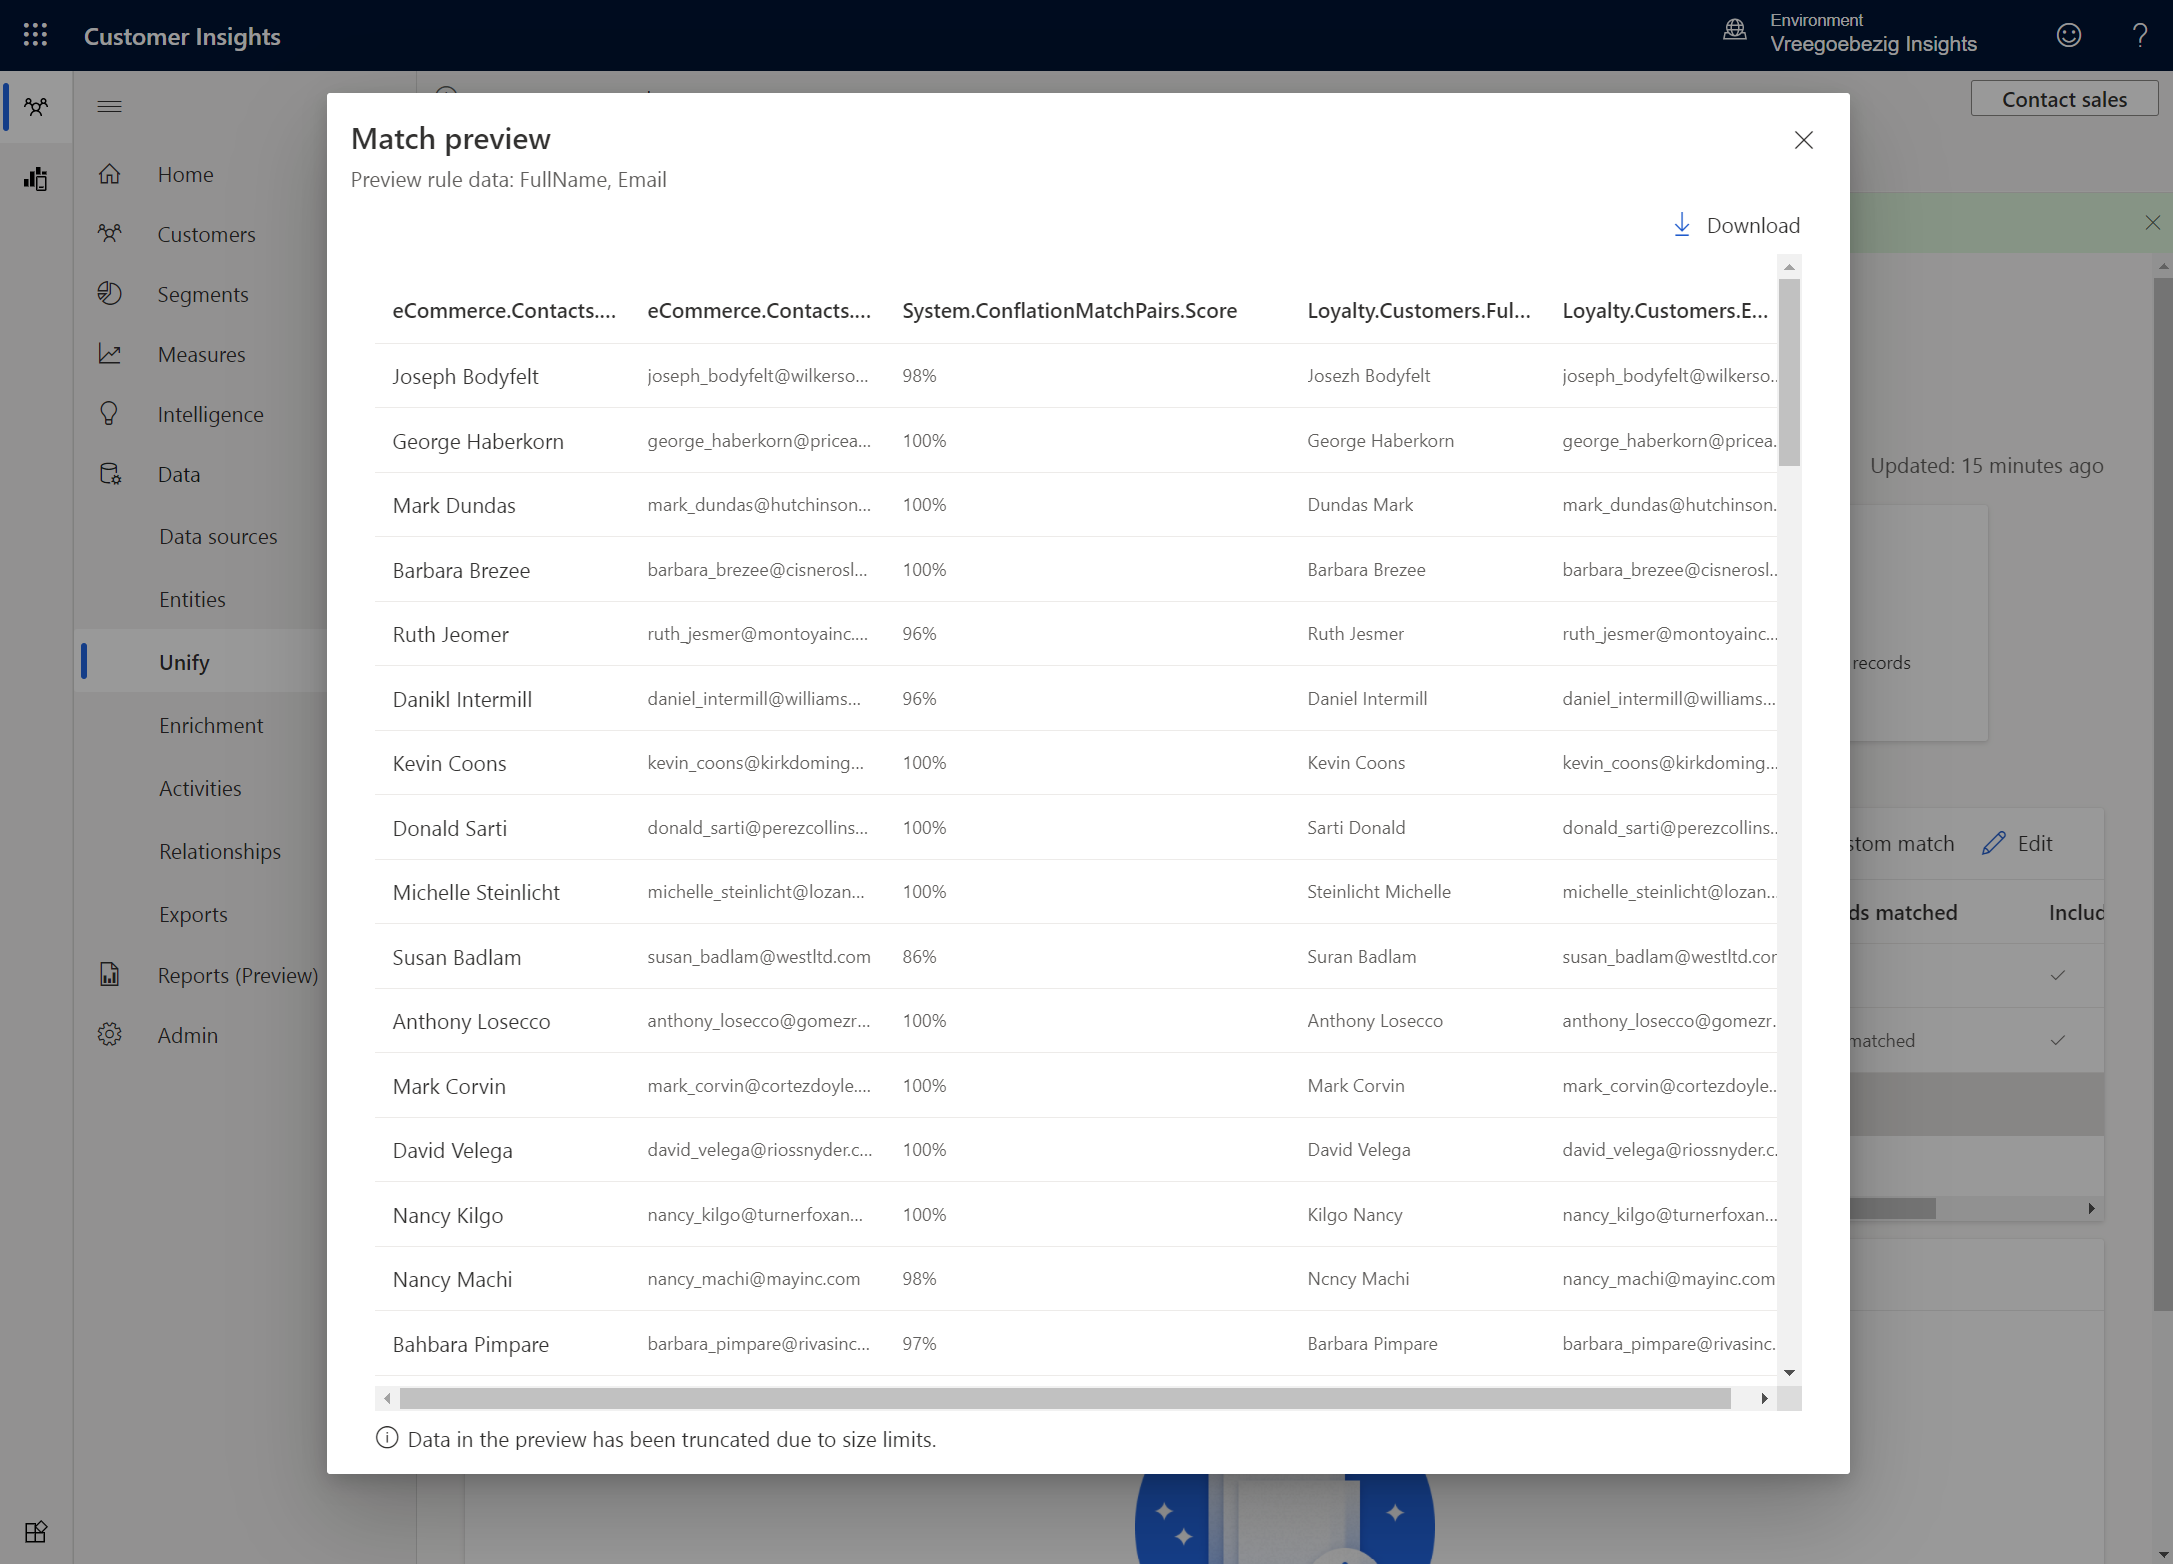 Customer Insights
Environment
Vreegoebezig Insights
Contact sales
Home
Customers
Segments
Measures
Intelligence
Data
Data sources
Entities
Unify
Enrichment
Activities
Relationships
Exports
Reports (Preview)
Admin
Match preview
Preview rule data: FullName, Email
Download
eCommerce.Contacts.... eCommerce.Contacts.... System.ConflationMatchPairs.Score Loyalty.Customers.Ful... Loyalty.Customers.E...
Joseph Bodyfelt joseph_bodyfelt@wilkerso... 98% Josezh Bodyfelt joseph_bodyfelt@wilkerso...
George Haberkorn george_haberkorn@pricea... 100% George Haberkorn george_haberkorn@pricea.
Mark Dundas mark_dundas@hutchinson... 100% Dundas Mark mark_dundas@hutchinson.
Barbara Brezee barbara_brezee@cisnerosl... 100% Barbara Brezee barbara_brezee@cisnerosl...
Ruth Jeomer ruth_jesmer@montoyainc.... 96% Ruth Jesmer ruth_jesmer@montoyainc...
Danikl Intermill daniel_intermill@williams... 96% Daniel Intermill daniel_intermill@williams...
Kevin Coons kevin_coons@kirkdoming... 100% Kevin Coons kevin_coons@kirkdoming...
Donald Sarti donald_sarti@perezcollins... 100% Sarti Donald donald_sarti@perezcollins...
Michelle Steinlicht michelle_steinlicht@lozan... 100% Steinlicht Michelle michelle_steinlicht@lozan...
Susan Badlam susan_badlam@westltd.com 86% Suran Badlam susan_badlam@westltd.cor
Anthony Losecco anthony_losecco@gomezr... 100% Anthony Losecco anthony_losecco@gomezr.
Mark Corvin mark_corvin@cortezdoyle.... 100% Mark Corvin mark_corvin@cortezdoyle...
David Velega david_velega@riossnyder.c... 100% David Velega david_velega@riossnyder.c.
Nancy Kilgo nancy_kilgo@turnerfoxan... 100% Kilgo Nancy nancy_kilgo@turnerfoxan...
Nancy Machi nancy_machi@mayinc.com 98% Ncncy Machi nancy_machi@mayinc.com
Bahbara Pimpare barbara_pimpare@rivasinc... 97% Barbara Pimpare barbara_pimpare@rivasinc.
Data in the preview has been truncated due to size limits.
Updated: 15 minutes ago
records
stom match Edit
ds matched Includ
matched